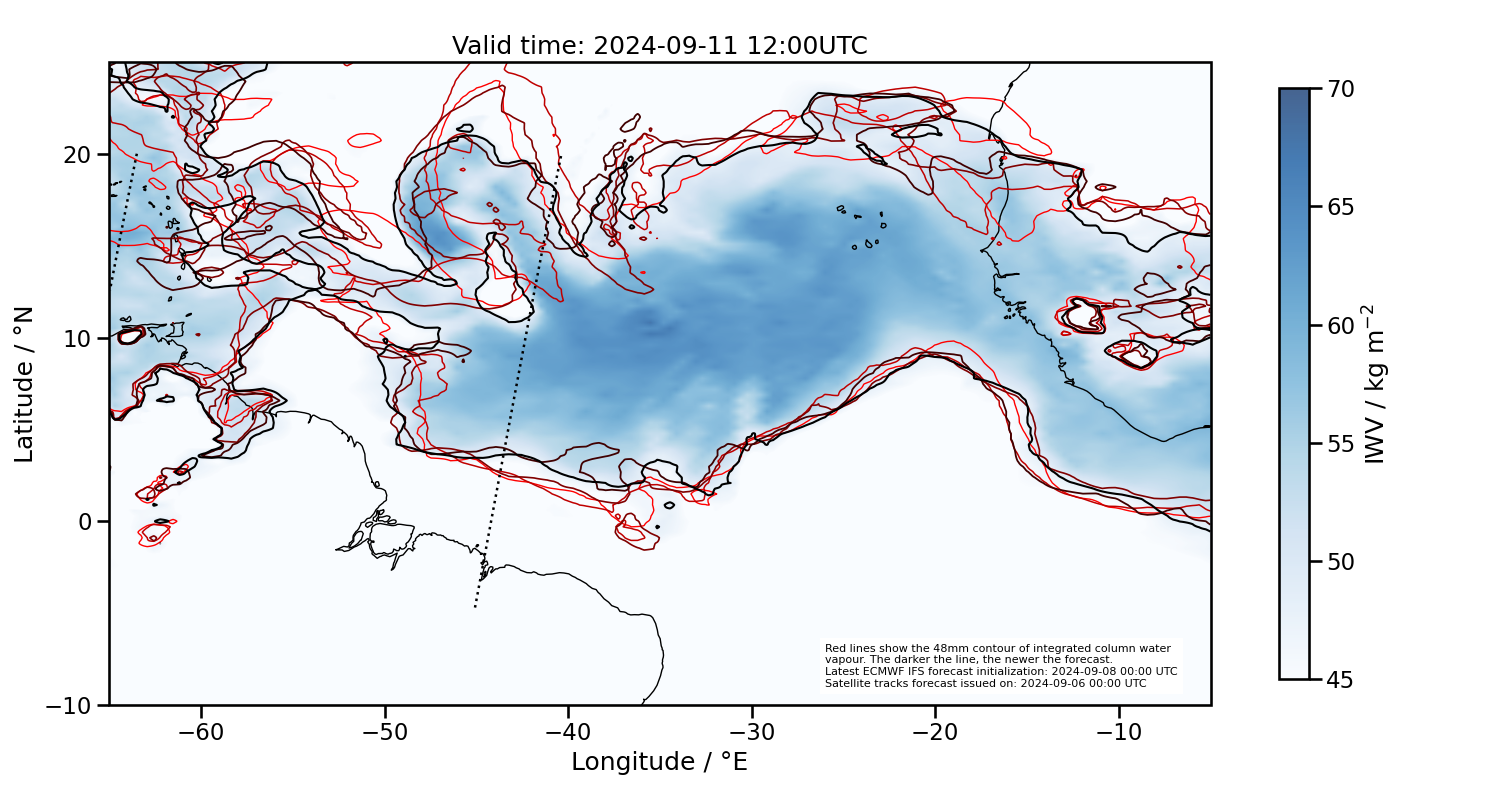 Valid time: 2024-09-11 12:00UTC
20
10
0
−10
Latitude / °N
−60
−50
−40
−30
−20
−10
Longitude / °E
70
65
60
55
50
45
IWV / kg m⁻²
Red lines show the 48mm contour of integrated column water
vapour. The darker the line, the newer the forecast.
Latest ECMWF IFS forecast initialization: 2024-09-08 00:00 UTC
Satellite tracks forecast issued on: 2024-09-06 00:00 UTC